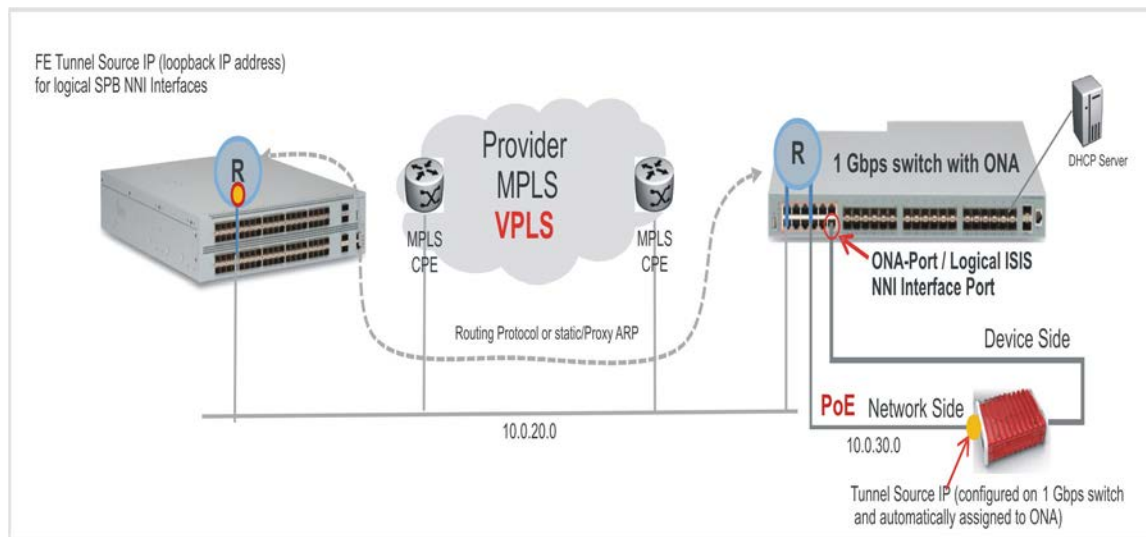 FE Tunnel Source IP (loopback IP address)
for logical SPB NNI Interfaces
R
Provider
MPLS
VPLS
MPLS
CPE
MPLS
CPE
R
1 Gbps switch with ONA
DHCP Server
ONA-Port / Logical ISIS
NNI Interface Port
Routing Protocol or static/Proxy ARP
Device Side
PoE Network Side
10.0.20.0
10.0.30.0
Tunnel Source IP (configured on 1 Gbps switch
and automatically assigned to ONA)